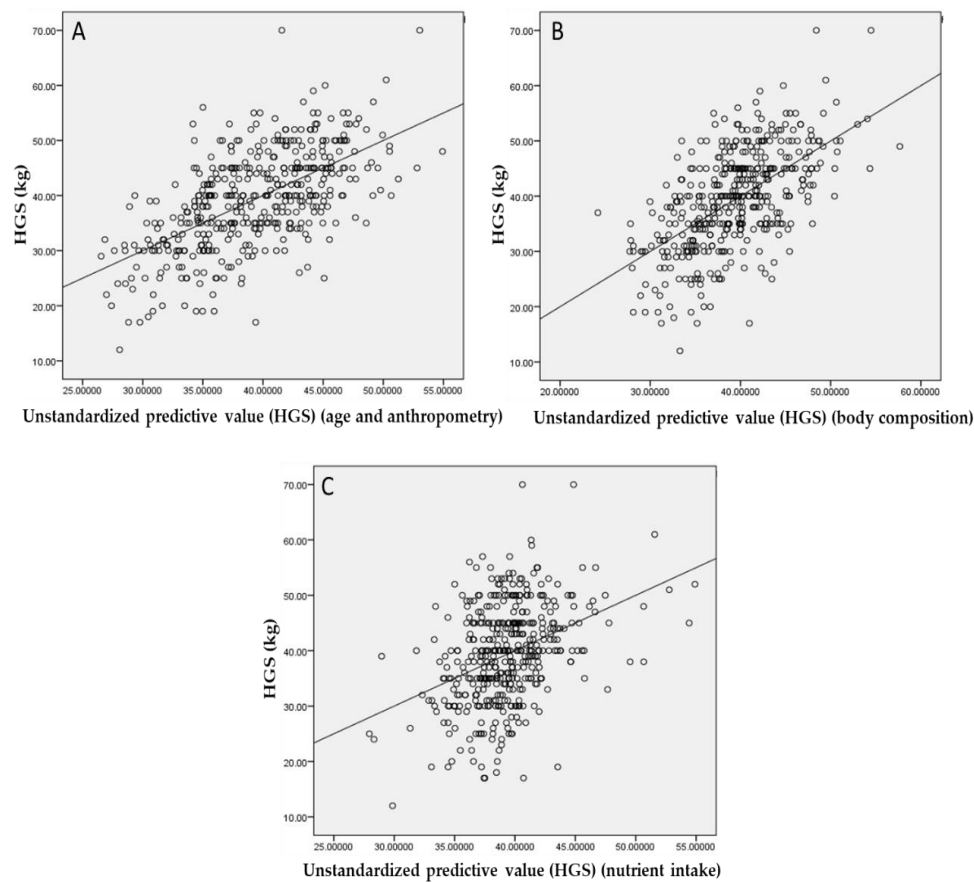 A
70.00
60.00
50.00
40.00
30.00
20.00
10.00
HGS (kg)
25.00000 30.00000 35.00000 40.00000 45.00000 50.00000 55.00000
Unstandardized predictive value (HGS) (age and anthropometry)
B
70.00
60.00
50.00
40.00
30.00
20.00
10.00
HGS (kg)
20.00000 30.00000 40.00000 50.00000 60.00000
Unstandardized predictive value (HGS) (body composition)
C
70.00
60.00
50.00
40.00
30.00
20.00
10.00
HGS (kg)
25.00000 30.00000 35.00000 40.00000 45.00000 50.00000 55.00000
Unstandardized predictive value (HGS) (nutrient intake)